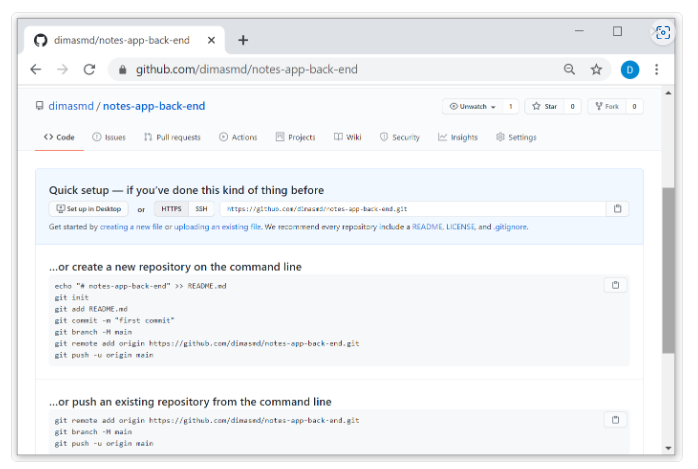 dimasmd/notes-app-back-end
github.com/dimasmd/notes-app-back-end
D
dimasmd / notes-app-back-end
Unwatch 1 Star 0 Fork 0
Code Issues Pull requests Actions Projects Wiki Security Insights Settings
Quick setup — if you've done this kind of thing before
Set up in Desktop or HTTPS SSH https://github.com/dimasmd/notes-app-back-end.git
Get started by creating a new file or uploading an existing file. We recommend every repository include a README, LICENSE, and .gitignore.
...or create a new repository on the command line
echo "# notes-app-back-end" >> README.md
git init
git add README.md
git commit -m "first commit"
git branch -M main
git remote add origin https://github.com/dimasmd/notes-app-back-end.git
git push -u origin main
...or push an existing repository from the command line
git remote add origin https://github.com/dimasmd/notes-app-back-end.git
git branch -M main
git push -u origin main